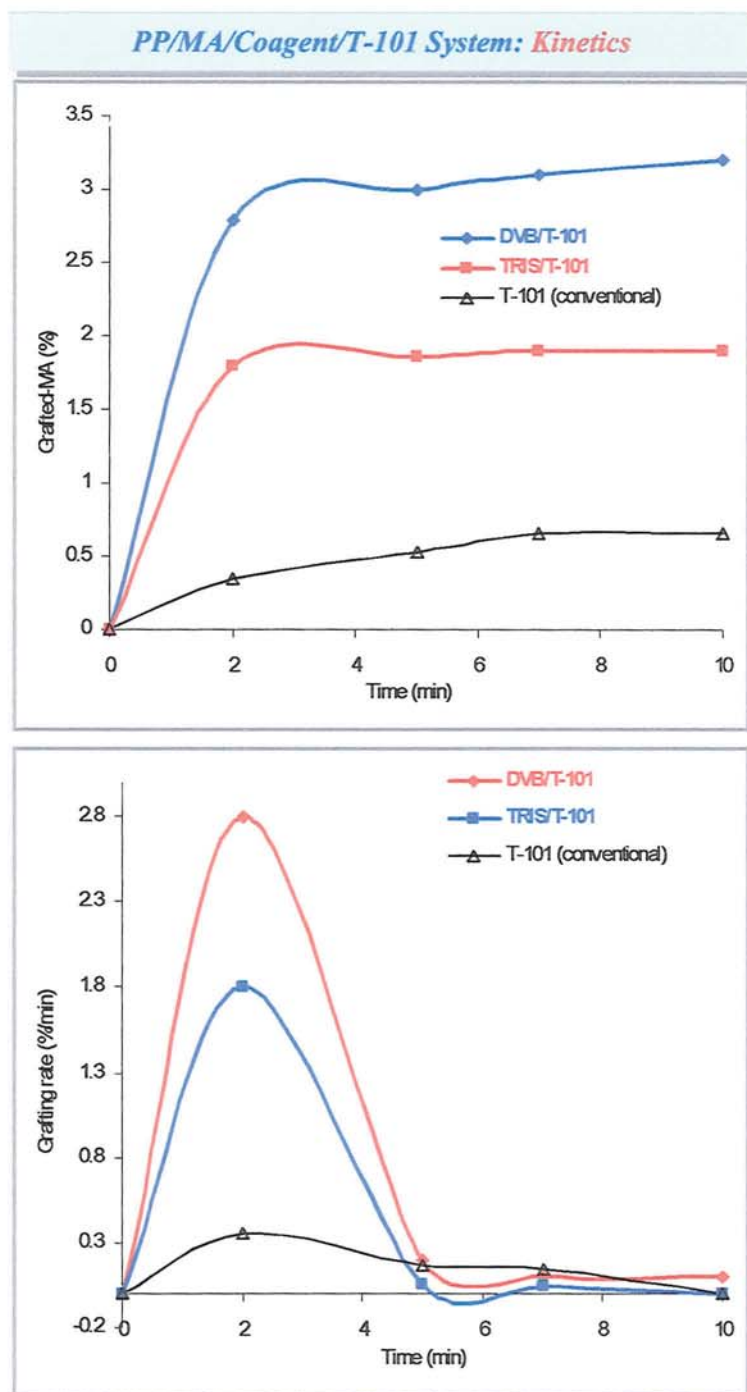 PP/MA/Coagent/T-101 System: Kinetics
3.5
3
2.5
2
1.5
1
0.5
0
Grafted-MA (%)
DVB/T-101
TRIS/T-101
T-101 (conventional)
0 2 4 6 8 10
Time (min)
2.8
2.3
1.8
1.3
0.8
0.3
-0.2
Grafting rate (%/min)
DVB/T-101
TRIS/T-101
T-101 (conventional)
0 2 4 6 8 10
Time (min)